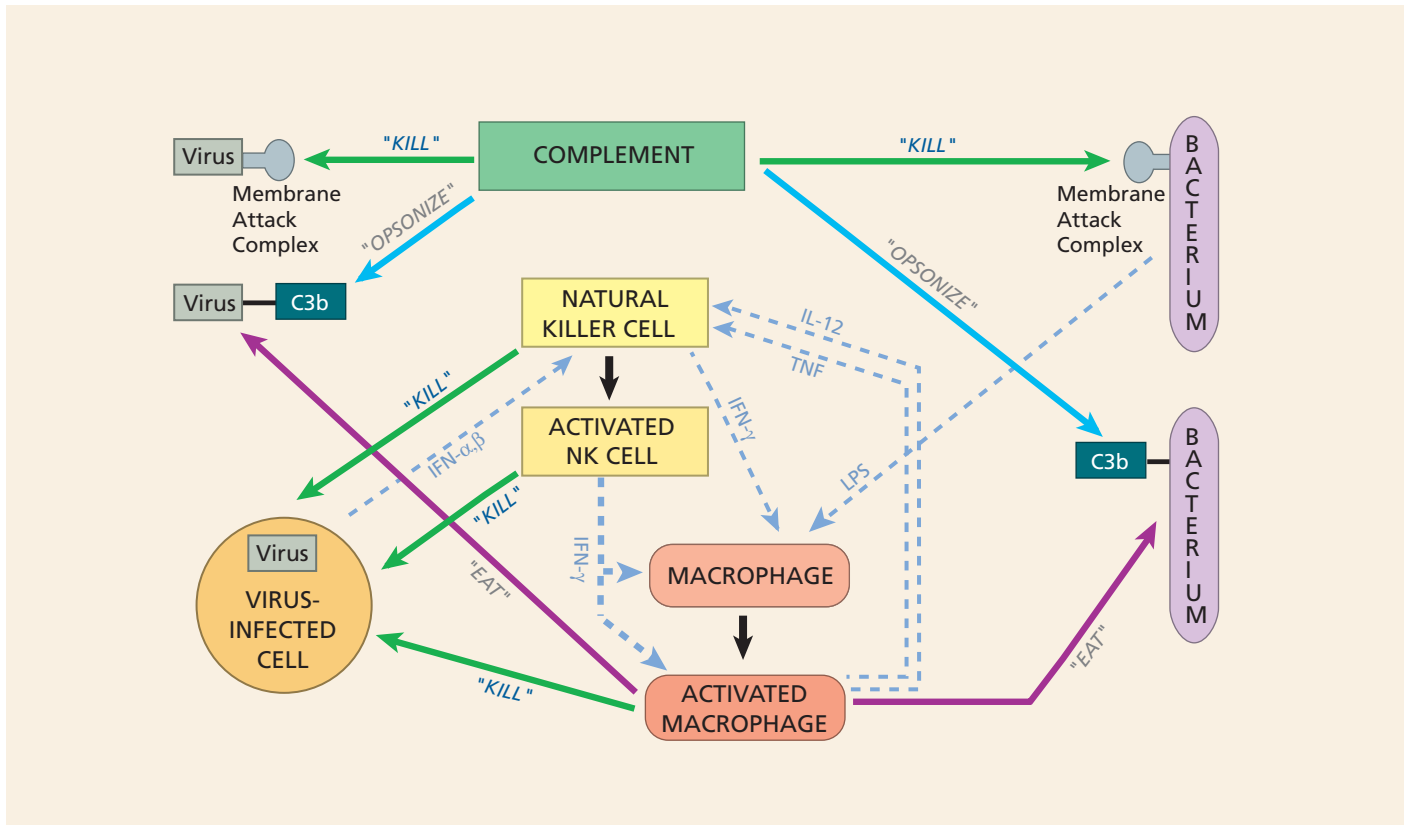 "KILL"
COMPLEMENT
"KILL"
Virus
Membrane
Attack
Complex
"OPSONIZE"
Membrane
Attack
Complex
BACTERIUM
"OPSONIZE"
Virus
C3b
NATURAL
KILLER CELL
IL-12
TNF
"KILL"
IFN-α,β
IFN-γ
ACTIVATED
NK CELL
"KILL"
LPS
C3b
BACTERIUM
Virus
VIRUS-
INFECTED
CELL
"EAT"
IFN-γ
MACROPHAGE
"KILL"
ACTIVATED
MACROPHAGE
"EAT"